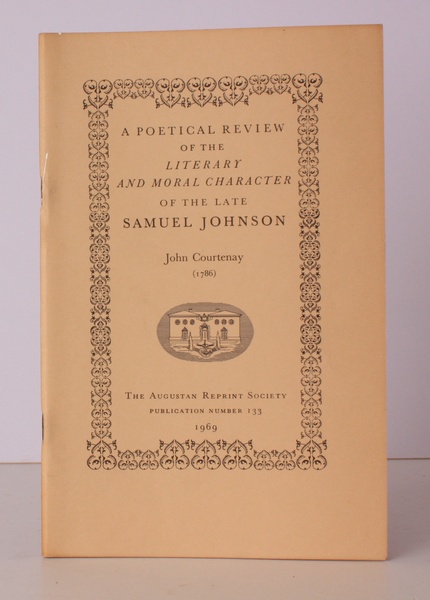 A POETICAL REVIEW
OF THE
LITERARY
AND MORAL CHARACTER
OF THE LATE
SAMUEL JOHNSON
John Courtenay
(1786)
THE AUGUSTAN REPRINT SOCIETY
PUBLICATION NUMBER 133
1969